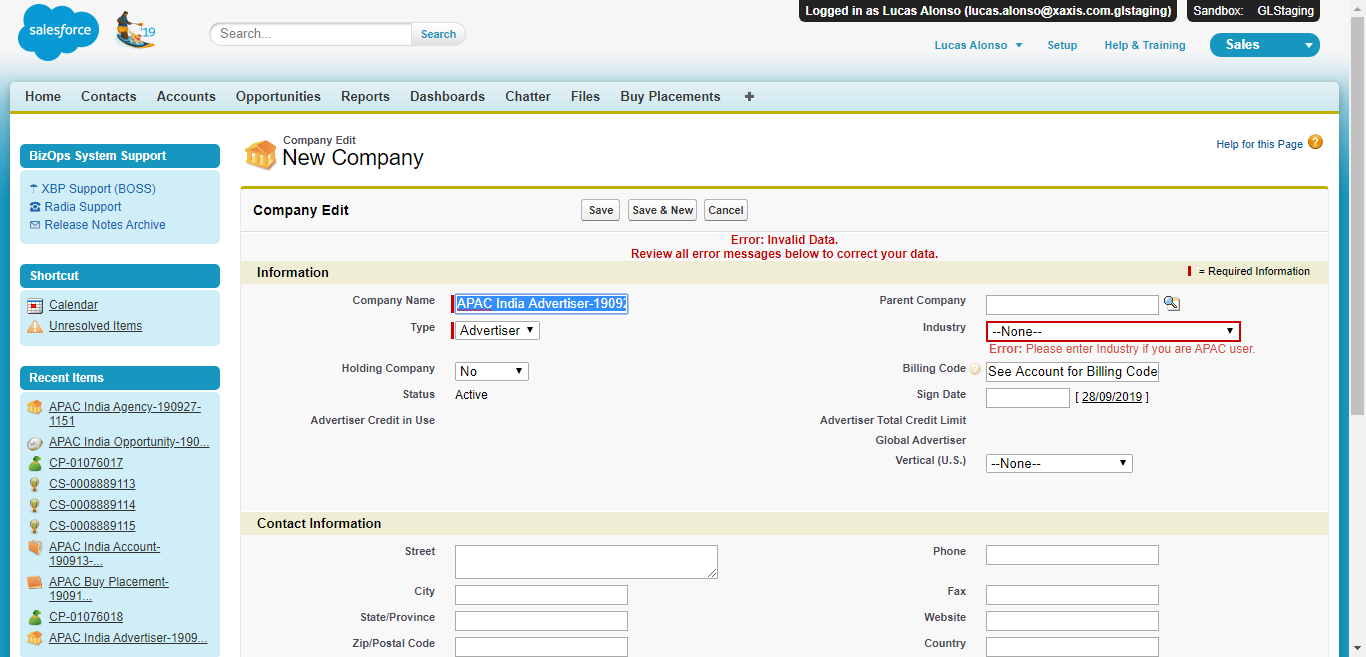 Logged in as Lucas Alonso (lucas.alonso@xaxis.com.glstaging)
Sandbox: GLStaging
salesforce
'19
Search...
Search
Lucas Alonso
Setup
Help & Training
Sales
Home
Contacts
Accounts
Opportunities
Reports
Dashboards
Chatter
Files
Buy Placements
+
BizOps System Support
XBP Support (BOSS)
Radia Support
Release Notes Archive
Shortcut
Calendar
Unresolved Items
Recent Items
APAC India Agency-190927-
1151
APAC India Opportunity-190...
CP-01076017
CS-0008889113
CS-0008889114
CS-0008889115
APAC India Account-
190913-...
APAC Buy Placement-
19091...
CP-01076018
APAC India Advertiser-1909...
Company Edit
New Company
Help for this Page ?
Company Edit
Save
Save & New
Cancel
Error: Invalid Data.
Review all error messages below to correct your data.
Information
= Required Information
Company Name APAC India Advertiser-19092
Parent Company
Type Advertiser
Industry --None--
Error: Please enter Industry if you are APAC user.
Holding Company No
Billing Code ? See Account for Billing Code
Status Active
Sign Date [ 28/09/2019 ]
Advertiser Credit in Use
Advertiser Total Credit Limit
Global Advertiser
Vertical (U.S.) --None--
Contact Information
Street
Phone
City
Fax
State/Province
Website
Zip/Postal Code
Country